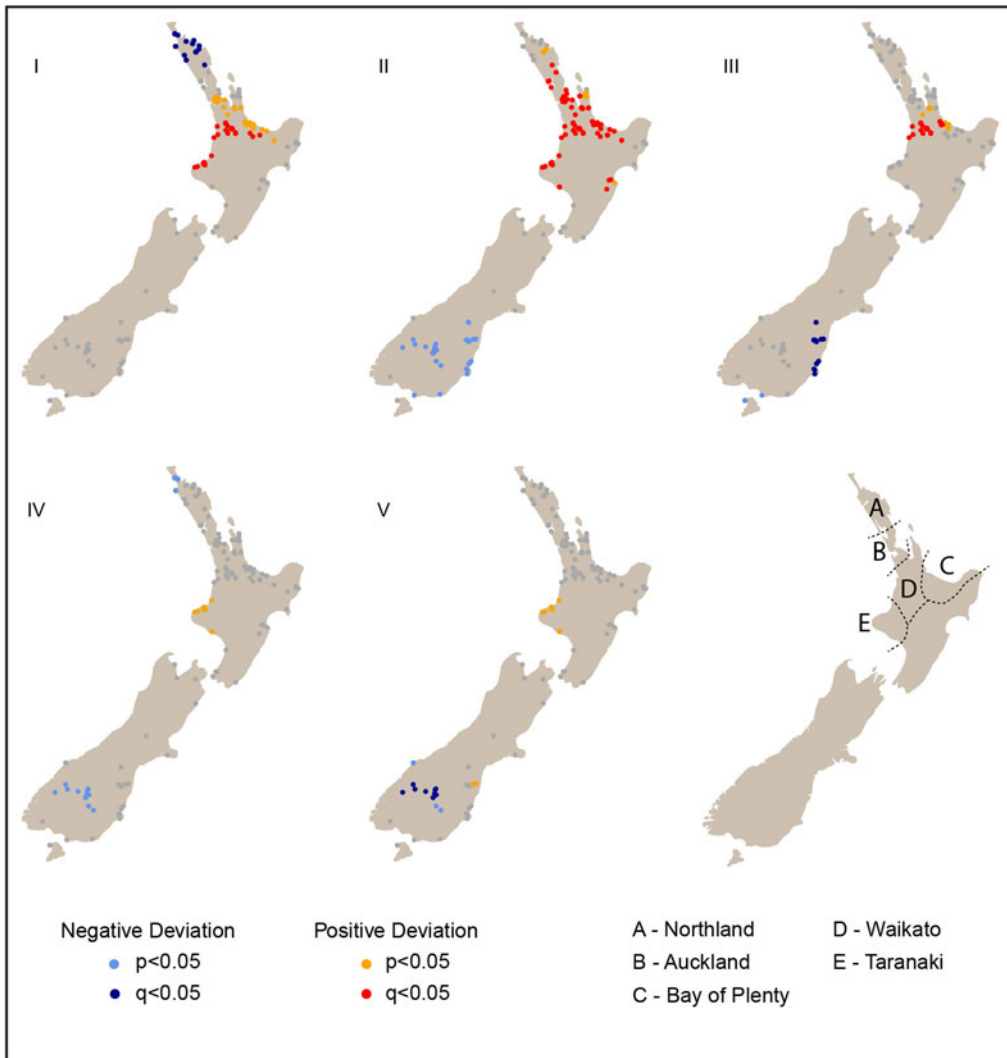 I
II
III
IV
V
A
B
C
D
E
Negative Deviation
p<0.05
q<0.05
Positive Deviation
p<0.05
q<0.05
A - Northland
B - Auckland
C - Bay of Plenty
D - Waikato
E - Taranaki